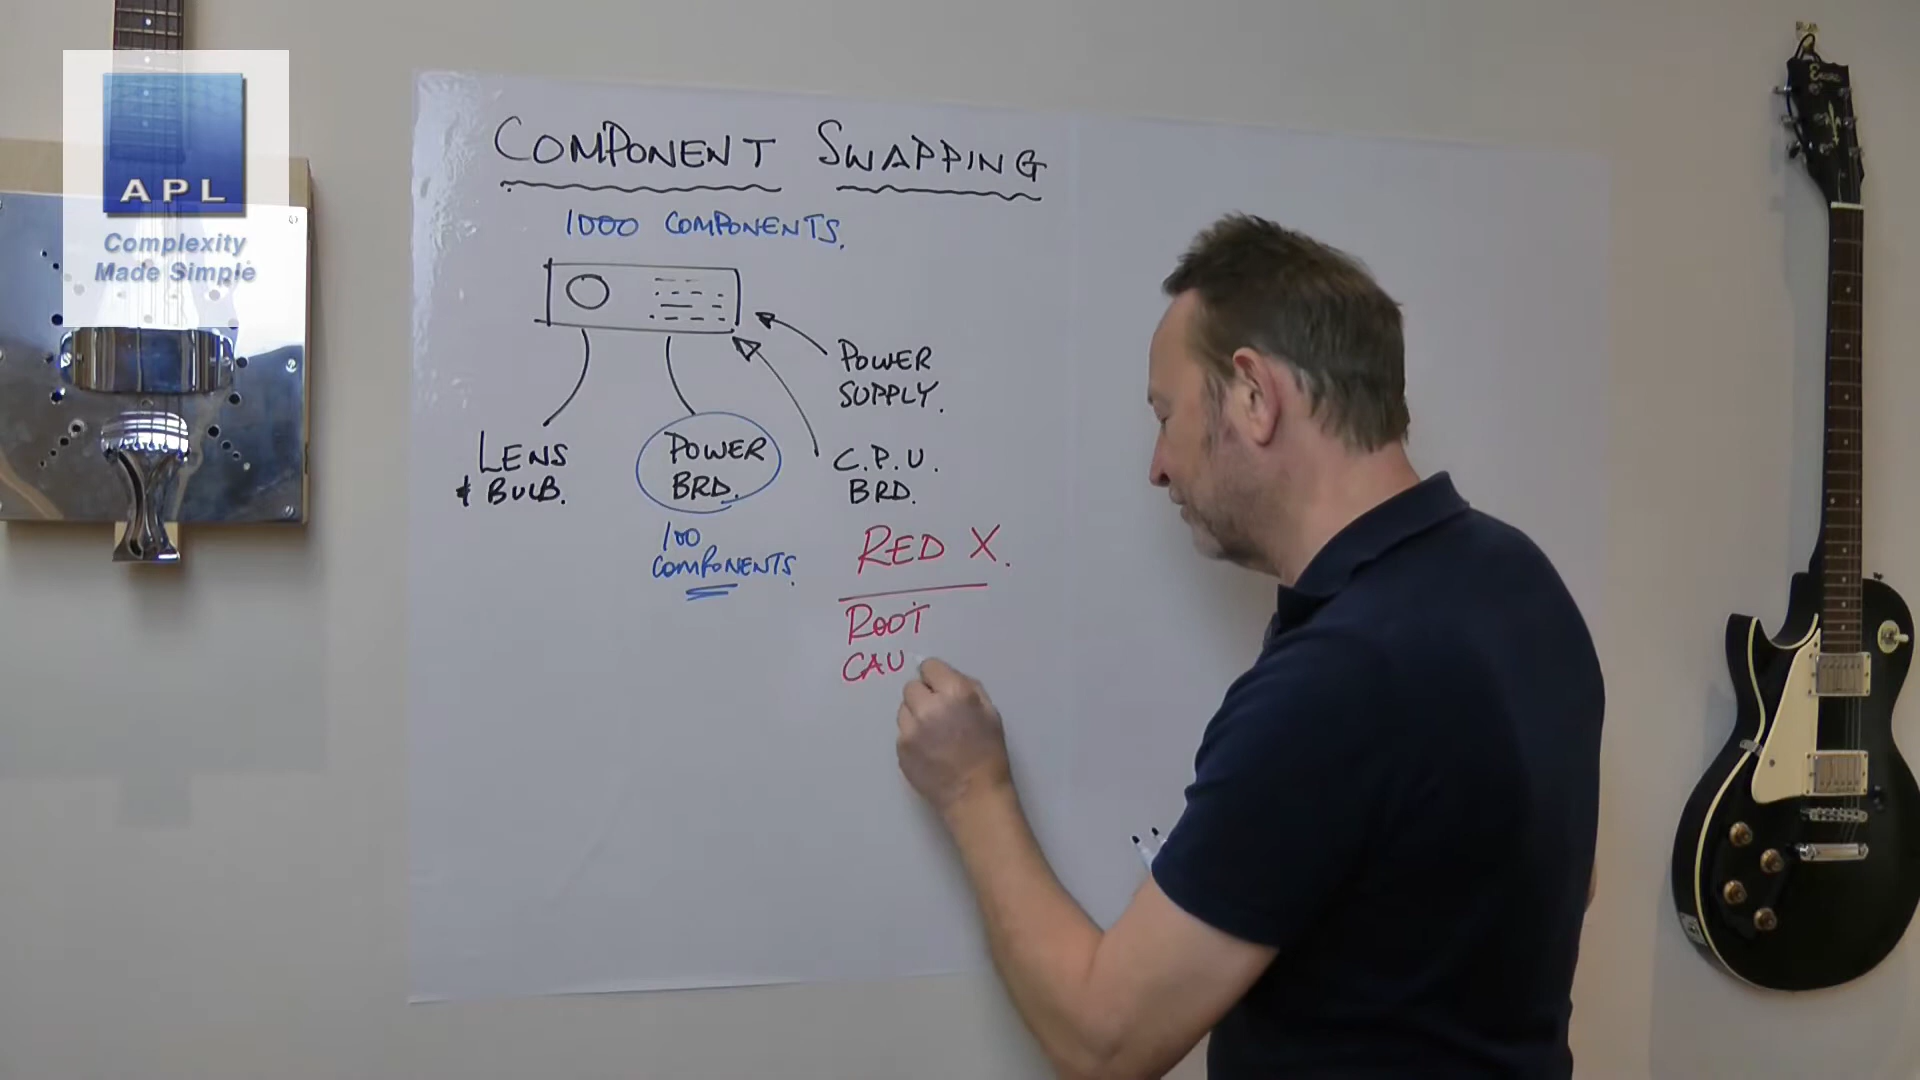 APL
Complexity
Made Simple
COMPONENT SWAPPING
1000 COMPONENTS.
POWER
SUPPLY.
LENS
& BULB.
POWER
BRD.
C.P.U.
BRD.
100
COMPONENTS.
RED X.
ROOT
CAU
Encore